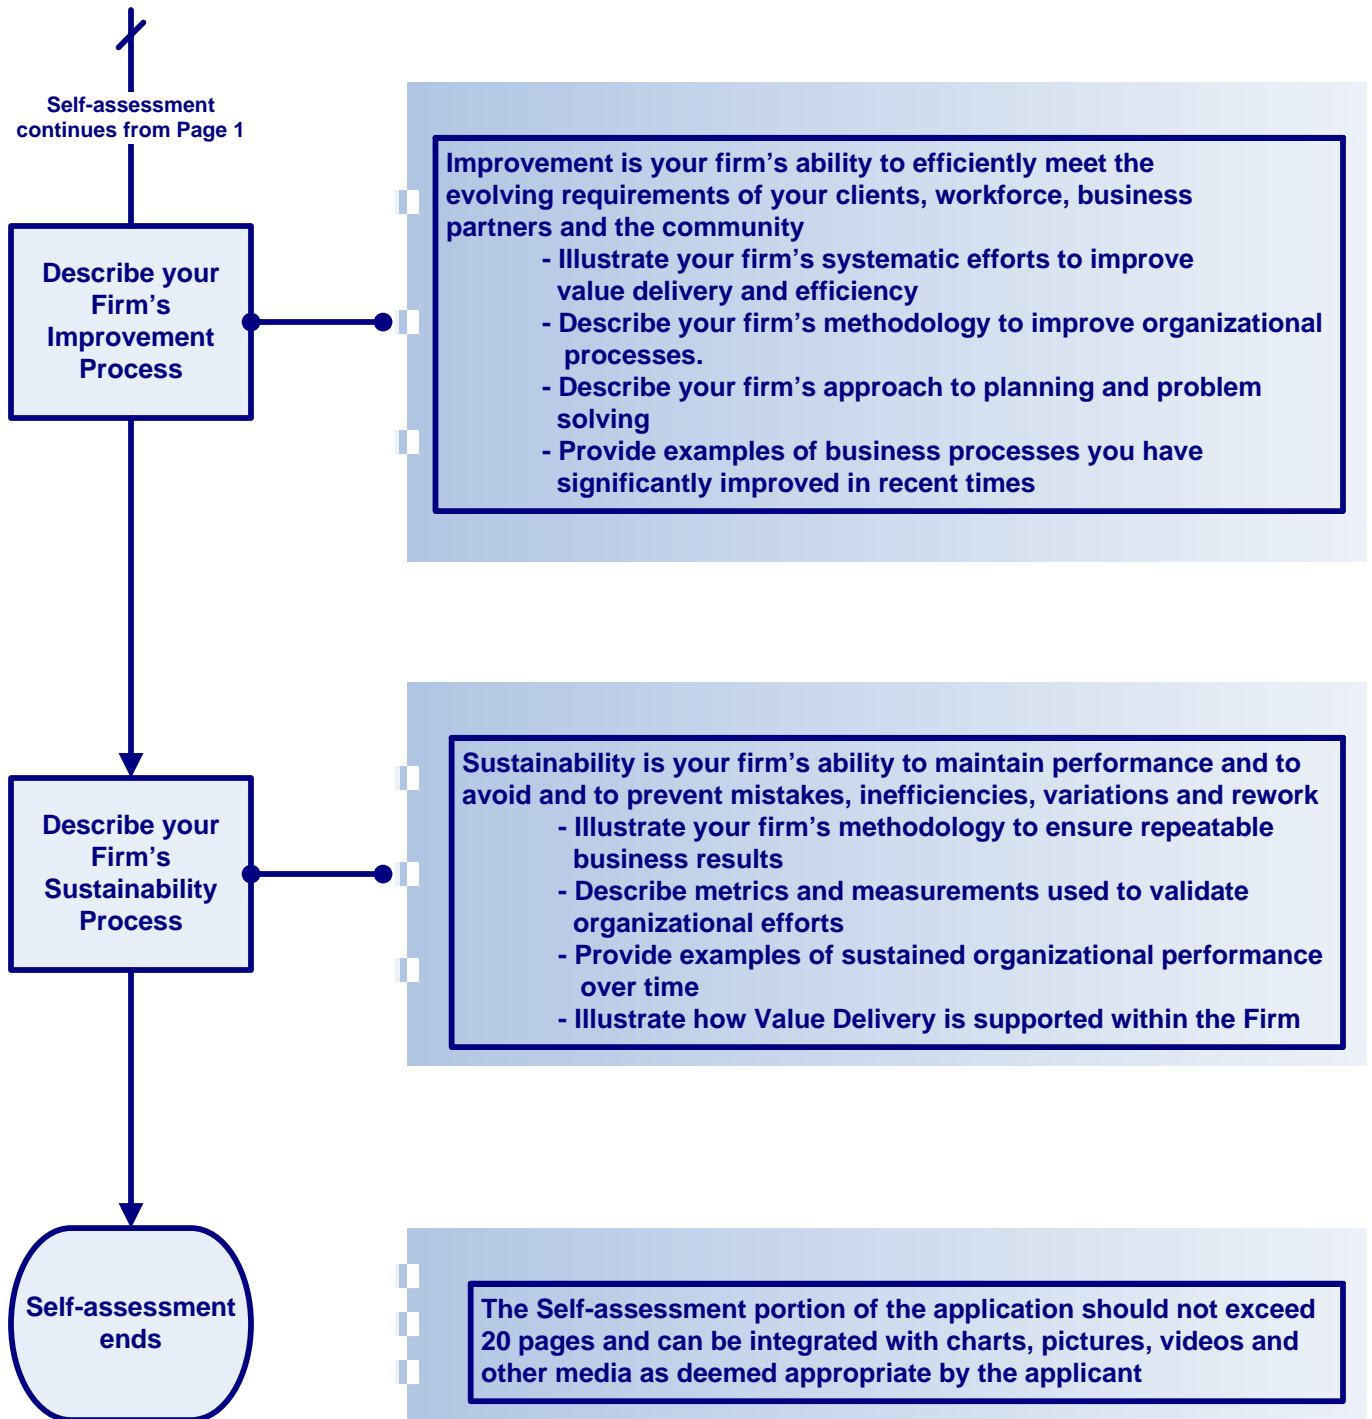 Self-assessment
continues from Page 1
Describe your
Firm's
Improvement
Process
Improvement is your firm's ability to efficiently meet the
evolving requirements of your clients, workforce, business
partners and the community
- Illustrate your firm's systematic efforts to improve
value delivery and efficiency
- Describe your firm's methodology to improve organizational
processes.
- Describe your firm's approach to planning and problem
solving
- Provide examples of business processes you have
significantly improved in recent times
Describe your
Firm's
Sustainability
Process
Sustainability is your firm's ability to maintain performance and to
avoid and to prevent mistakes, inefficiencies, variations and rework
- Illustrate your firm's methodology to ensure repeatable
business results
- Describe metrics and measurements used to validate
organizational efforts
- Provide examples of sustained organizational performance
over time
- Illustrate how Value Delivery is supported within the Firm
Self-assessment
ends
The Self-assessment portion of the application should not exceed
20 pages and can be integrated with charts, pictures, videos and
other media as deemed appropriate by the applicant